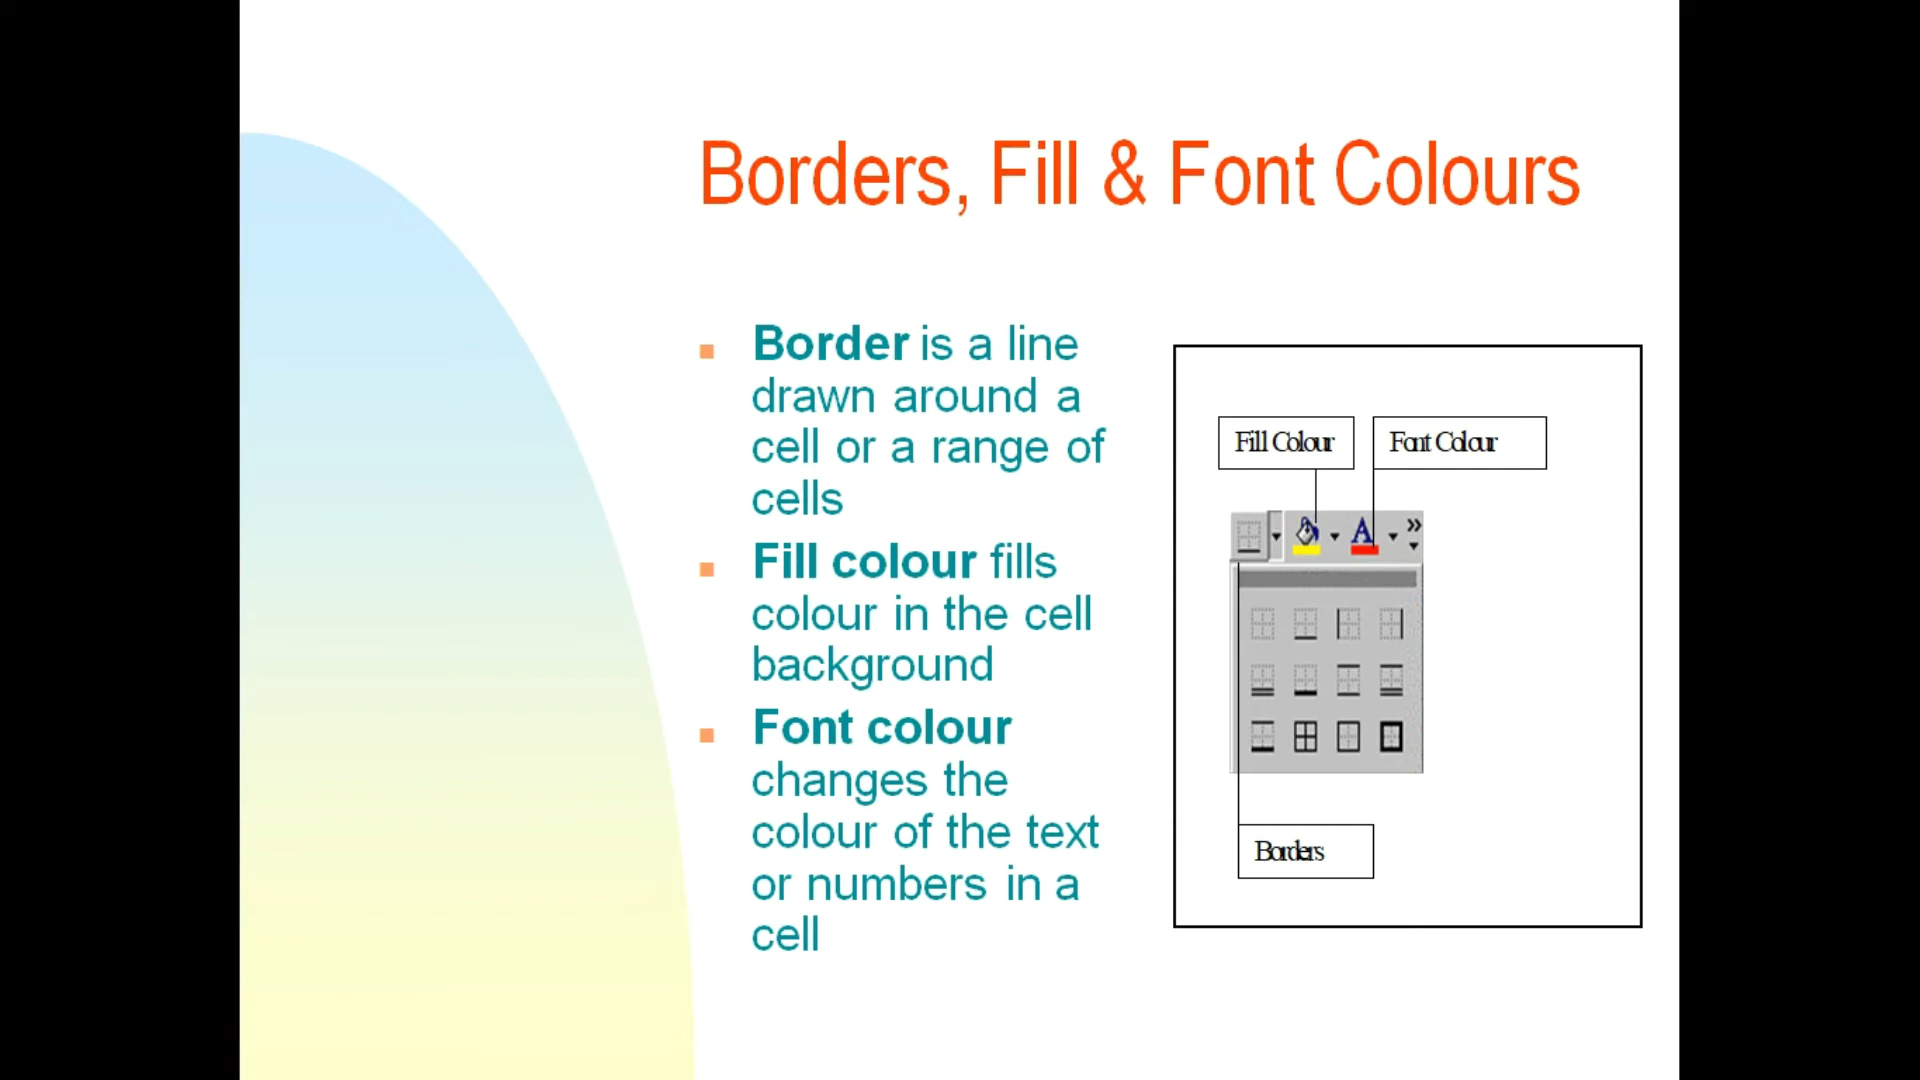 Borders, Fill & Font Colours
Border is a line
drawn around a
cell or a range of
cells
Fill colour fills
colour in the cell
background
Font colour
changes the
colour of the text
or numbers in a
cell
Fill Colour
Font Colour
A
Borders